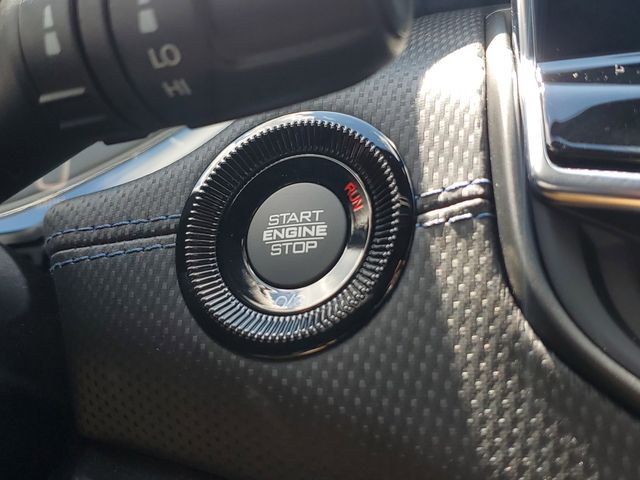 LO
HI
RUN
START
ENGINE
STOP